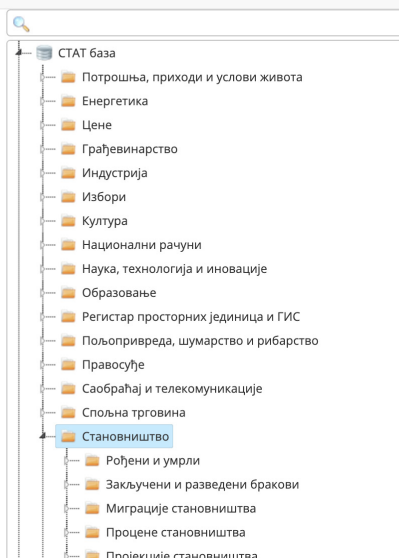 СТАТ база
Потрошња, приходи и услови живота
Енергетика
Цене
Грађевинарство
Индустрија
Избори
Култура
Национални рачуни
Наука, технологија и иновације
Образовање
Регистар просторних јединица и ГИС
Пољопривреда, шумарство и рибарство
Правосуђе
Саобраћај и телекомуникације
Спољна трговина
Становништво
Рођени и умрли
Закључени и разведени бракови
Миграције становништва
Процене становништва
Пројекције становништва